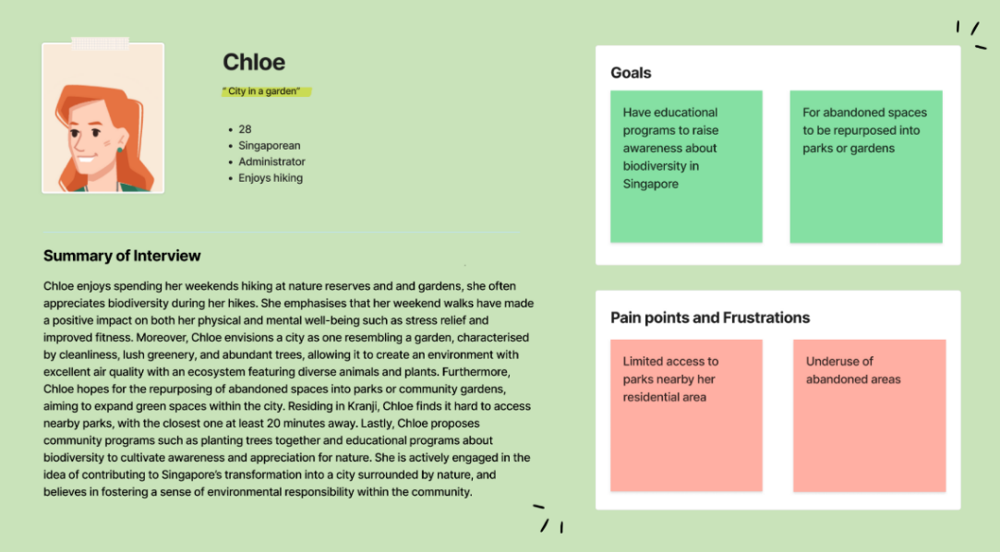 Chloe
" City in a garden"
• 28
• Singaporean
• Administrator
• Enjoys hiking
Summary of Interview
Chloe enjoys spending her weekends hiking at nature reserves and and gardens, she often
appreciates biodiversity during her hikes. She emphasises that her weekend walks have made
a positive impact on both her physical and mental well-being such as stress relief and
improved fitness. Moreover, Chloe envisions a city as one resembling a garden, characterised
by cleanliness, lush greenery, and abundant trees, allowing it to create an environment with
excellent air quality with an ecosystem featuring diverse animals and plants. Furthermore,
Chloe hopes for the repurposing of abandoned spaces into parks or community gardens,
aiming to expand green spaces within the city. Residing in Kranji, Chloe finds it hard to access
nearby parks, with the closest one at least 20 minutes away. Lastly, Chloe proposes
community programs such as planting trees together and educational programs about
biodiversity to cultivate awareness and appreciation for nature. She is actively engaged in the
idea of contributing to Singapore's transformation into a city surrounded by nature, and
believes in fostering a sense of environmental responsibility within the community.
Goals
Have educational
programs to raise
awareness about
biodiversity in
Singapore
For abandoned spaces
to be repurposed into
parks or gardens
Pain points and Frustrations
Limited access to
parks nearby her
residential area
Underuse of
abandoned areas